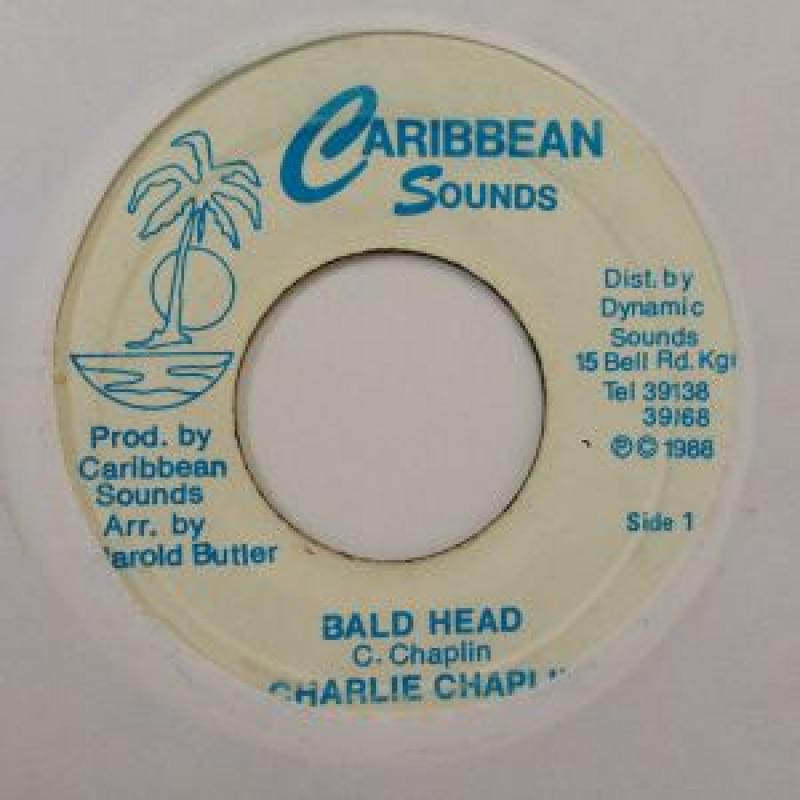 CARIBBEAN
SOUNDS
Dist. by
Dynamic
Sounds
15 Bell Rd. Kg
Tel 39138
39168
℗ © 1988
Side 1
Prod. by
Caribbean
Sounds
Arr. by
arold Butler
BALD HEAD
C. Chaplin
CHARLIE CHAPL